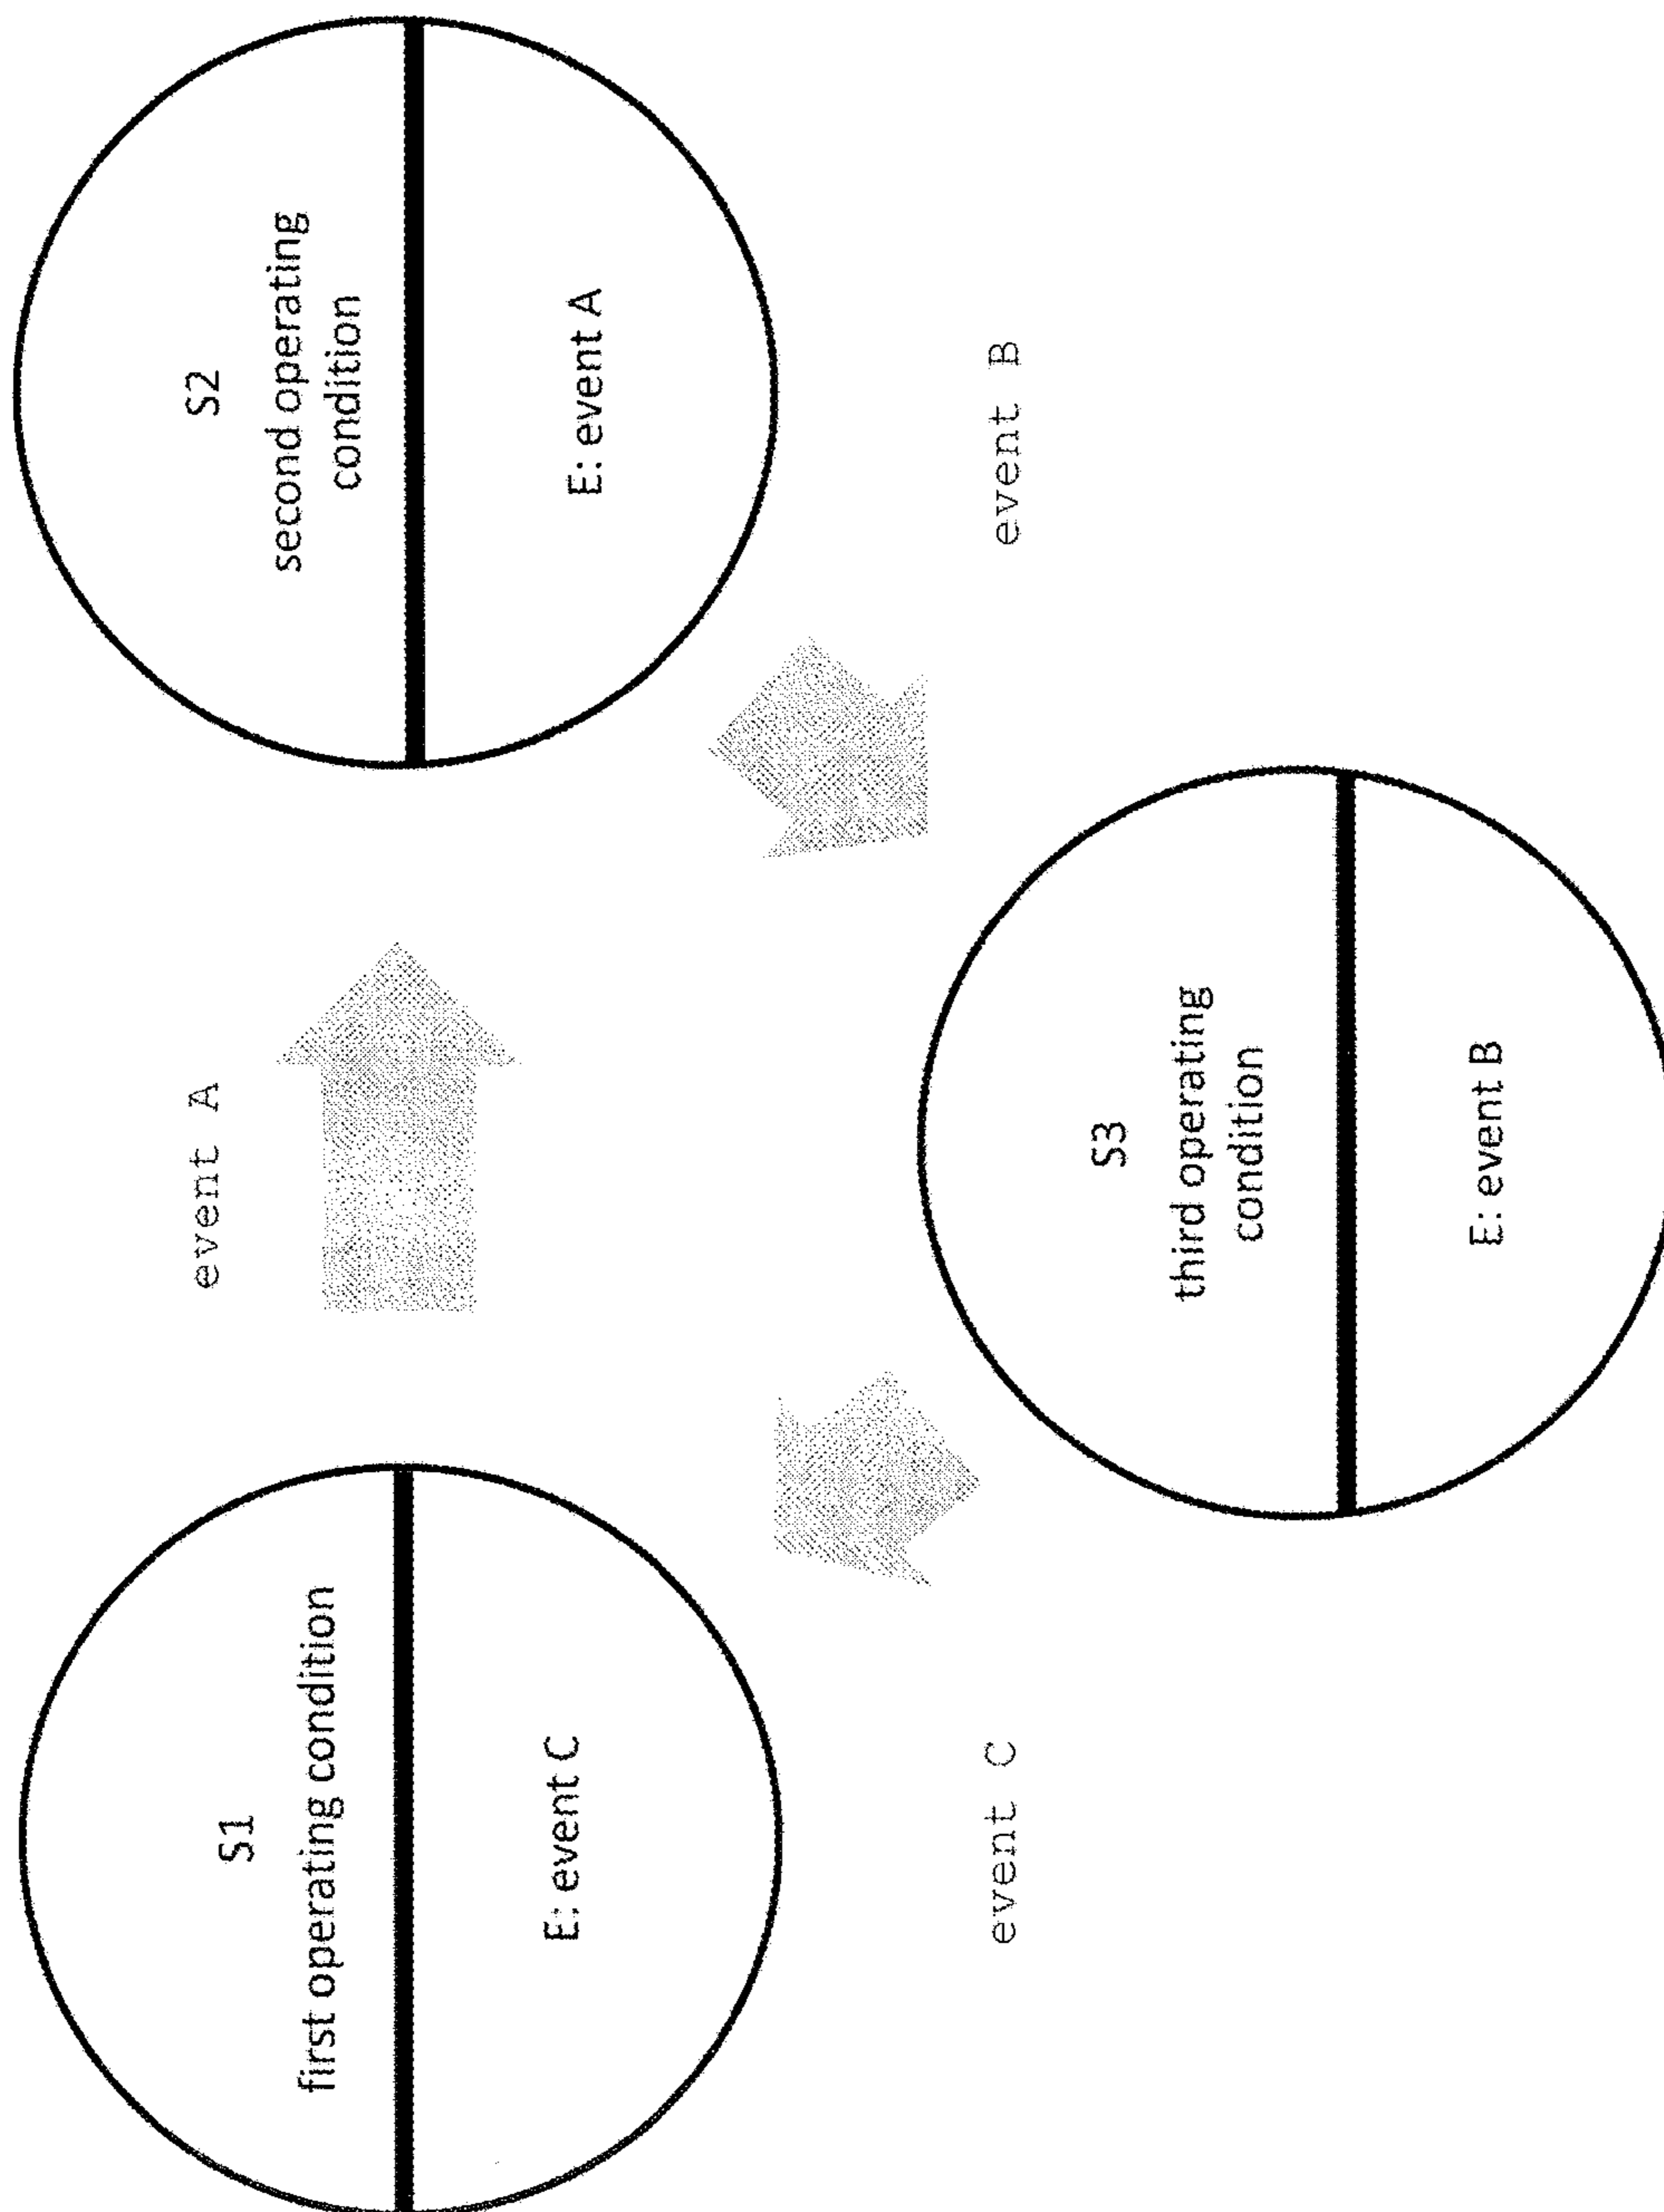 S1
first operating condition
E: event C
event A
S2
second operating
condition
E: event A
event B
S3
third operating
condition
E: event B
event C